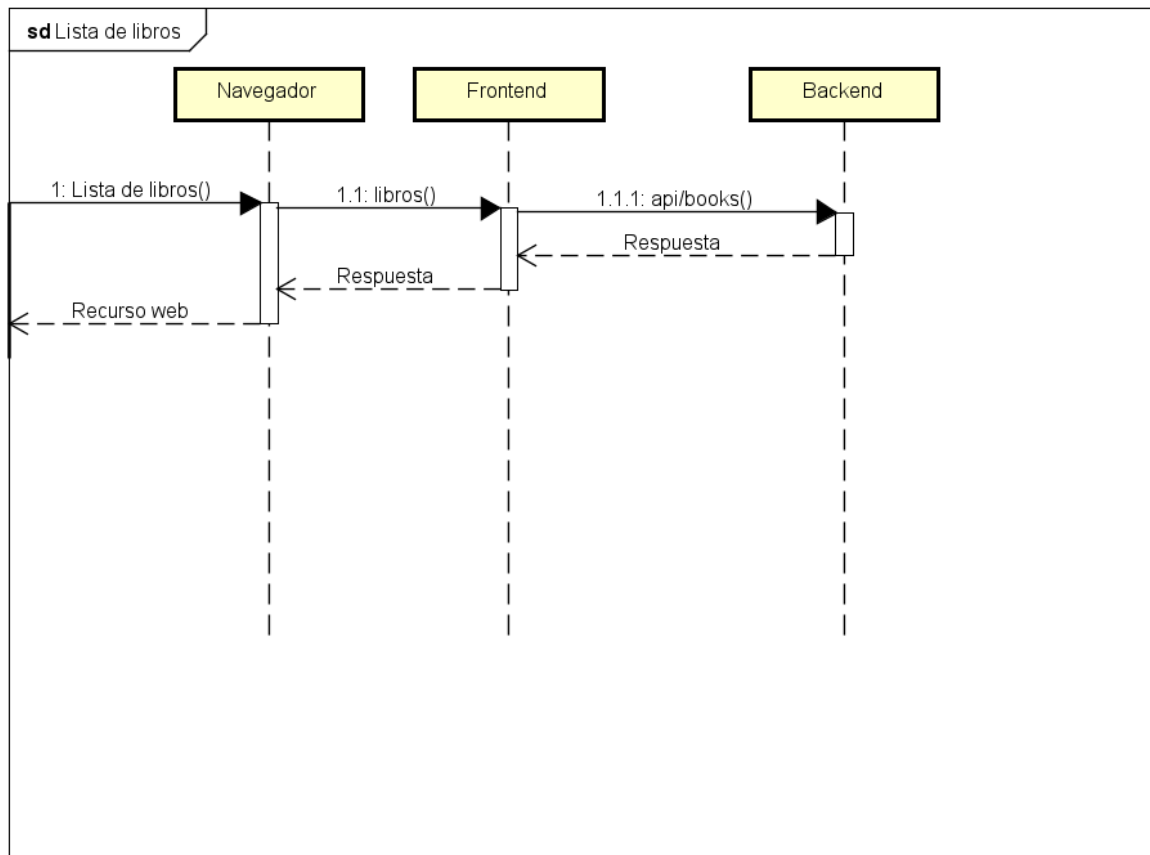 sd Lista de libros
Navegador
Frontend
Backend
1: Lista de libros()
1.1: libros()
1.1.1: api/books()
Respuesta
Respuesta
Recurso web